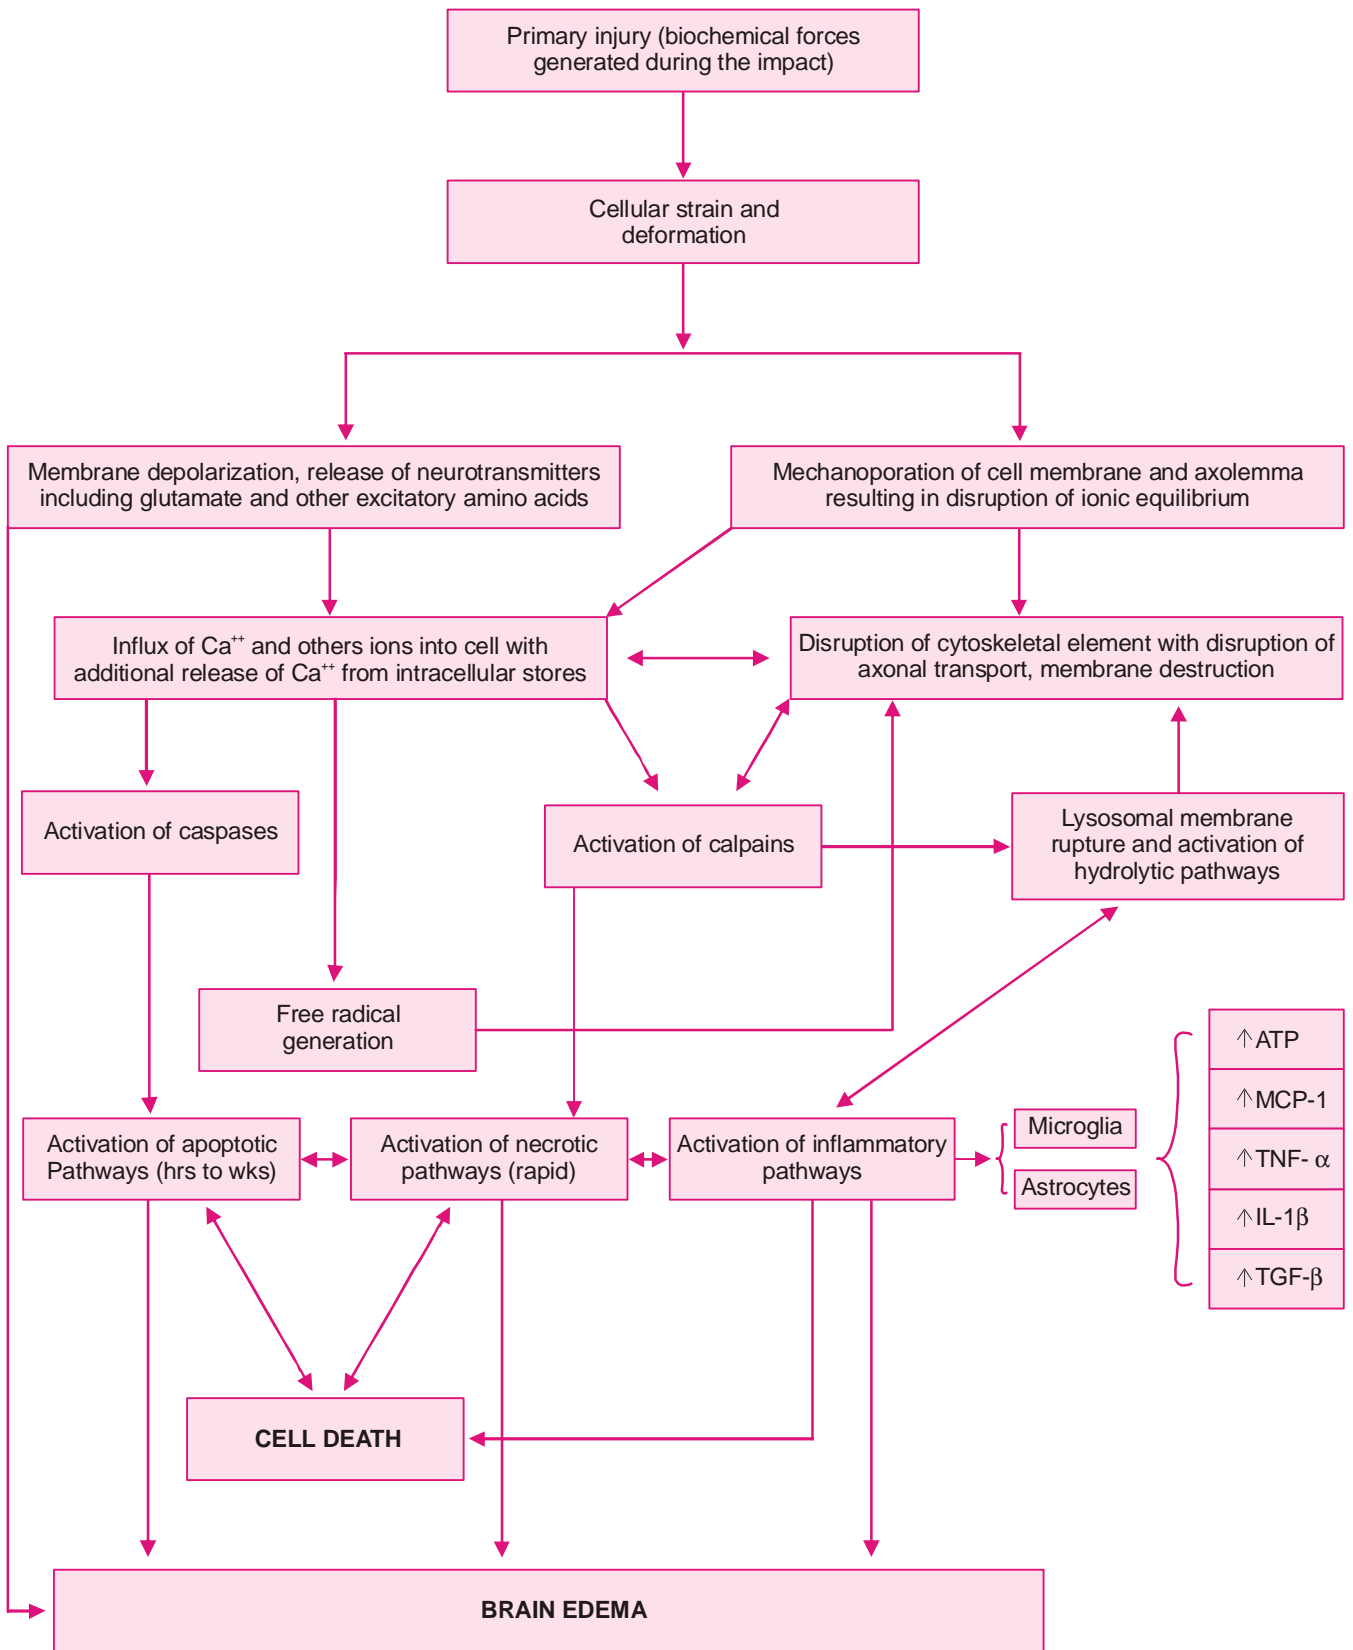 Primary injury (biochemical forces
generated during the impact)
Cellular strain and
deformation
Membrane depolarization, release of neurotransmitters
including glutamate and other excitatory amino acids
Mechanoporation of cell membrane and axolemma
resulting in disruption of ionic equilibrium
Influx of Ca⁺⁺ and others ions into cell with
additional release of Ca⁺⁺ from intracellular stores
Disruption of cytoskeletal element with disruption of
axonal transport, membrane destruction
Activation of caspases
Activation of calpains
Lysosomal membrane
rupture and activation of
hydrolytic pathways
Free radical
generation
Activation of apoptotic
Pathways (hrs to wks)
Activation of necrotic
pathways (rapid)
Activation of inflammatory
pathways
Microglia
Astrocytes
↑ATP
↑MCP-1
↑TNF- α
↑IL-1β
↑TGF-β
CELL DEATH
BRAIN EDEMA